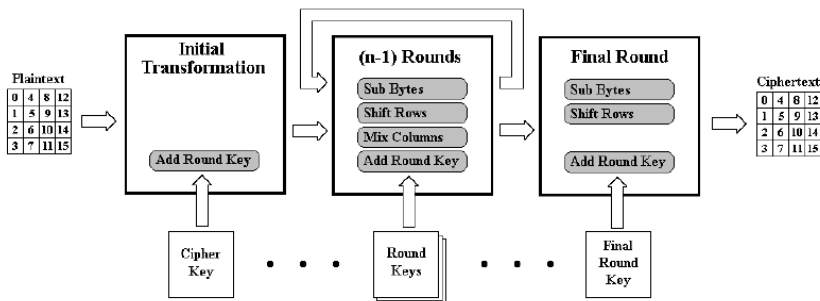 Plaintext
0 4 8 12
1 5 9 13
2 6 10 14
3 7 11 15
Initial
Transformation
Add Round Key
Cipher
Key
(n-1) Rounds
Sub Bytes
Shift Rows
Mix Columns
Add Round Key
Round
Keys
Final Round
Sub Bytes
Shift Rows
Add Round Key
Final
Round
Key
Ciphertext
0 4 8 12
1 5 9 13
2 6 10 14
3 7 11 15